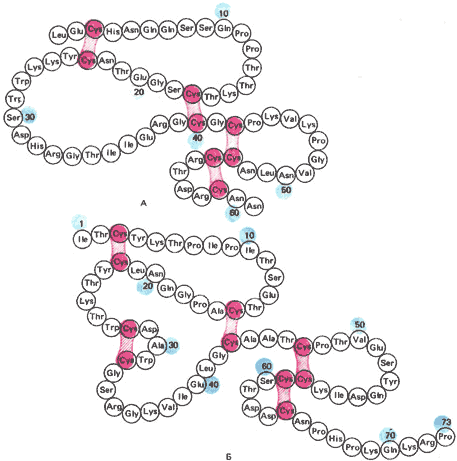 10
Leu Glu Cys His Asn Gln Gln Ser Ser Gln Pro
Pro
Thr
Thr
Lys
Thr
Cys
Ser
Gly
Glu
20
Thr
Asn
Cys
Tyr
Lys
Lys
Trp
Trp
Ser 30
Asp
His
Arg
Gly
Thr
Ile
Ile
Glu
Arg
Gly
Cys
40
Gly
Cys
Pro
Lys
Val
Lys
Pro
Gly
Val
50
Asn
Leu
Asn
Cys
Cys
Arg
Thr
Asp
Arg
Cys
60
Asn
Asn
А
1
Ile Thr Cys Tyr Lys Thr Pro Ile Pro Ile
10
Thr
Ser
Glu
Thr
Cys
Ala
Pro
Gly
Gln
20
Asn
Leu
Cys
Tyr
Thr
Lys
Thr
Trp
Cys
Asp
Ala 30
Trp
Cys
Gly
Ser
Arg
Gly
Lys
Val
Ile
Glu 40
Leu
Gly
Cys
Ala
Ala
Thr
Cys
Pro
Thr
Val
50
Glu
Ser
Tyr
Gln
Asp
Ile
Lys
Cys
Cys
60
Ser
Thr
Asp
Asp
Cys
Asn
Pro
His
Pro
Lys
Gln
70
Lys
Arg
Pro
73
Б